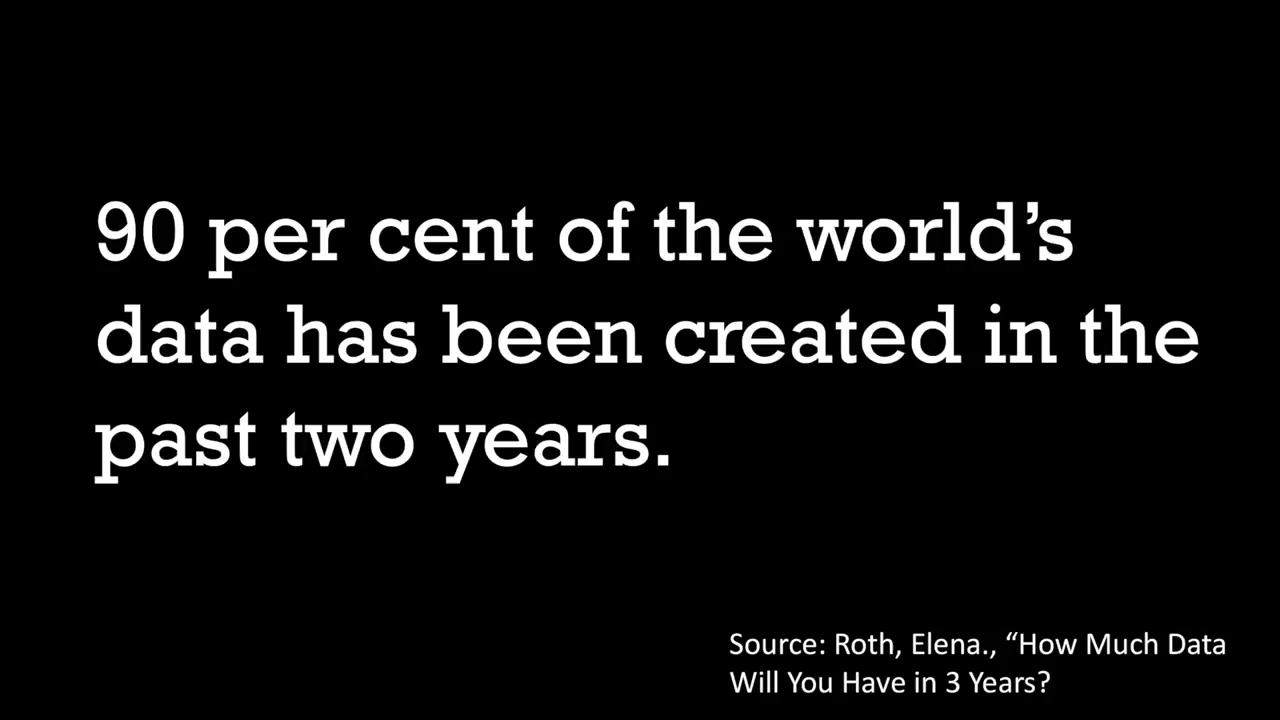 90 per cent of the world’s
data has been created in the
past two years.
Source: Roth, Elena., “How Much Data
Will You Have in 3 Years?